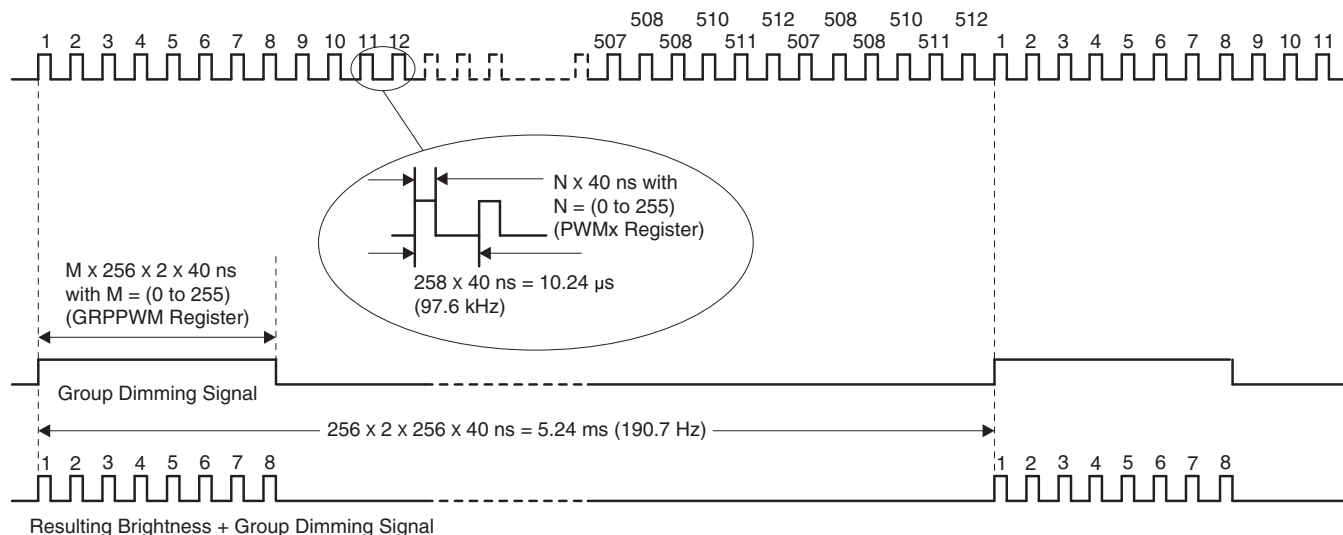 508 510 512 508 510 512
1 2 3 4 5 6 7 8 9 10 11 12 507 508 511 507 508 511 1 2 3 4 5 6 7 8 9 10 11
N x 40 ns with
N = (0 to 255)
(PWMx Register)
258 x 40 ns = 10.24 µs
(97.6 kHz)
M x 256 x 2 x 40 ns
with M = (0 to 255)
(GRPPWM Register)
Group Dimming Signal
256 x 2 x 256 x 40 ns = 5.24 ms (190.7 Hz)
1 2 3 4 5 6 7 8 1 2 3 4 5 6 7 8
Resulting Brightness + Group Dimming Signal